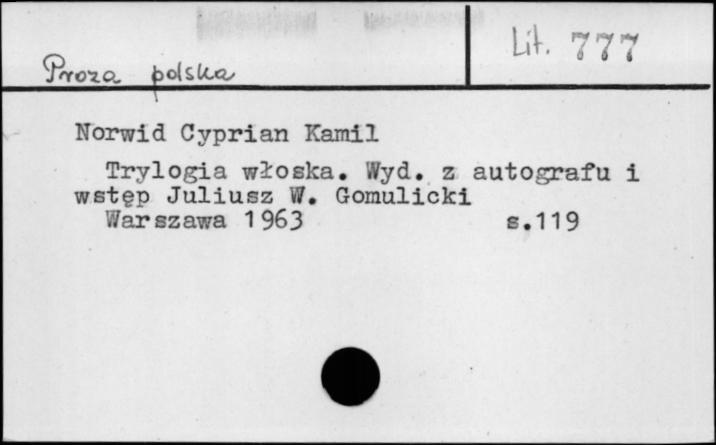 Proza polska
Lit. 777
Norwid Cyprian Kamil
Trylogia włoska. Wyd. z autografu i
wstęp Juliusz W. Gomulicki
Warszawa 1963 s.119